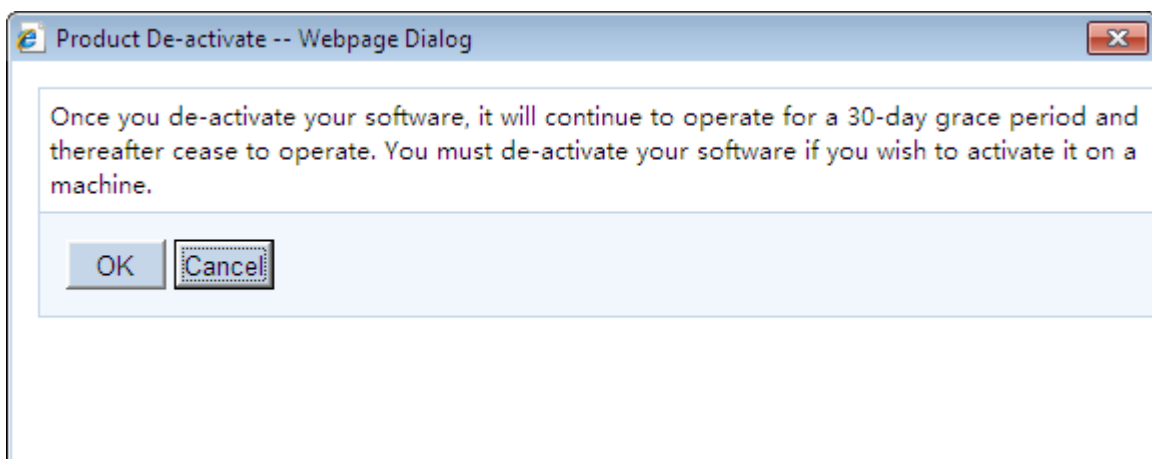 Product De-activate -- Webpage Dialog
Once you de-activate your software, it will continue to operate for a 30-day grace period and
thereafter cease to operate. You must de-activate your software if you wish to activate it on a
machine.
OK Cancel